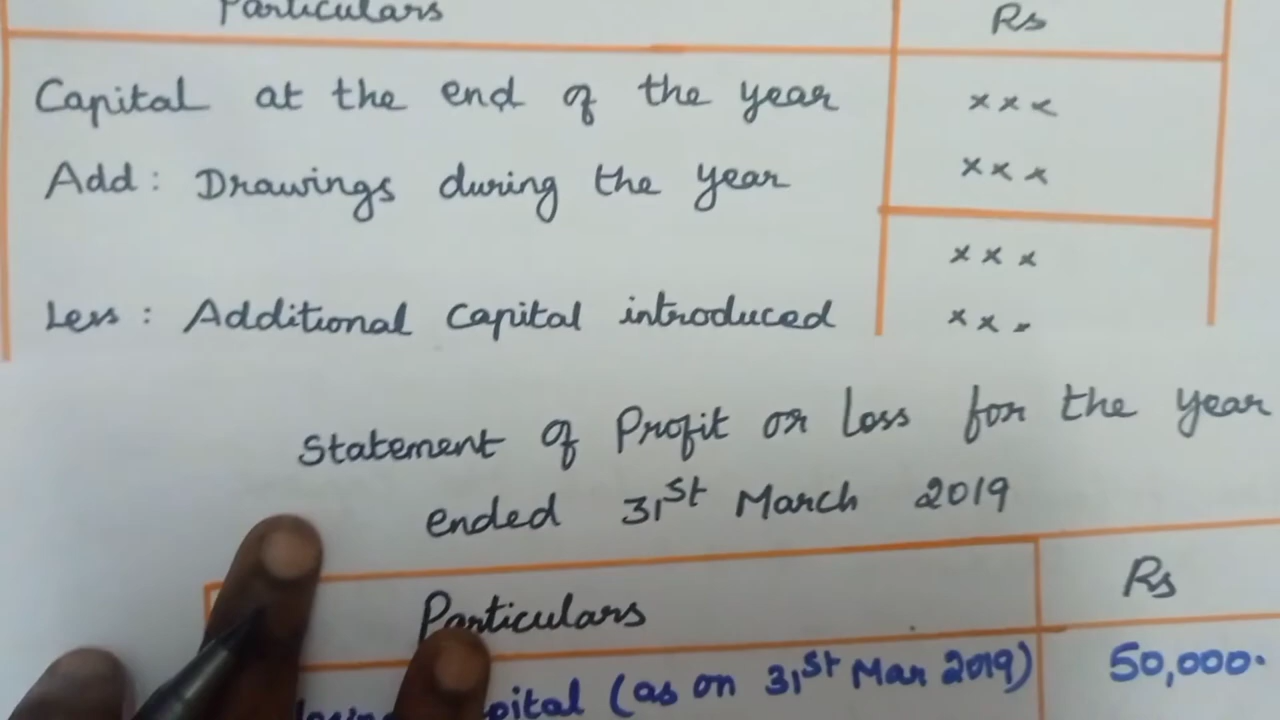 Particulars Rs
Capital at the end of the year xxx
Add: Drawings during the year xxx
xxx
Less: Additional Capital introduced xxx
Statement of Profit or Loss for the year
ended 31st March 2019
Particulars Rs
(as on 31st Mar 2019) 50,000.